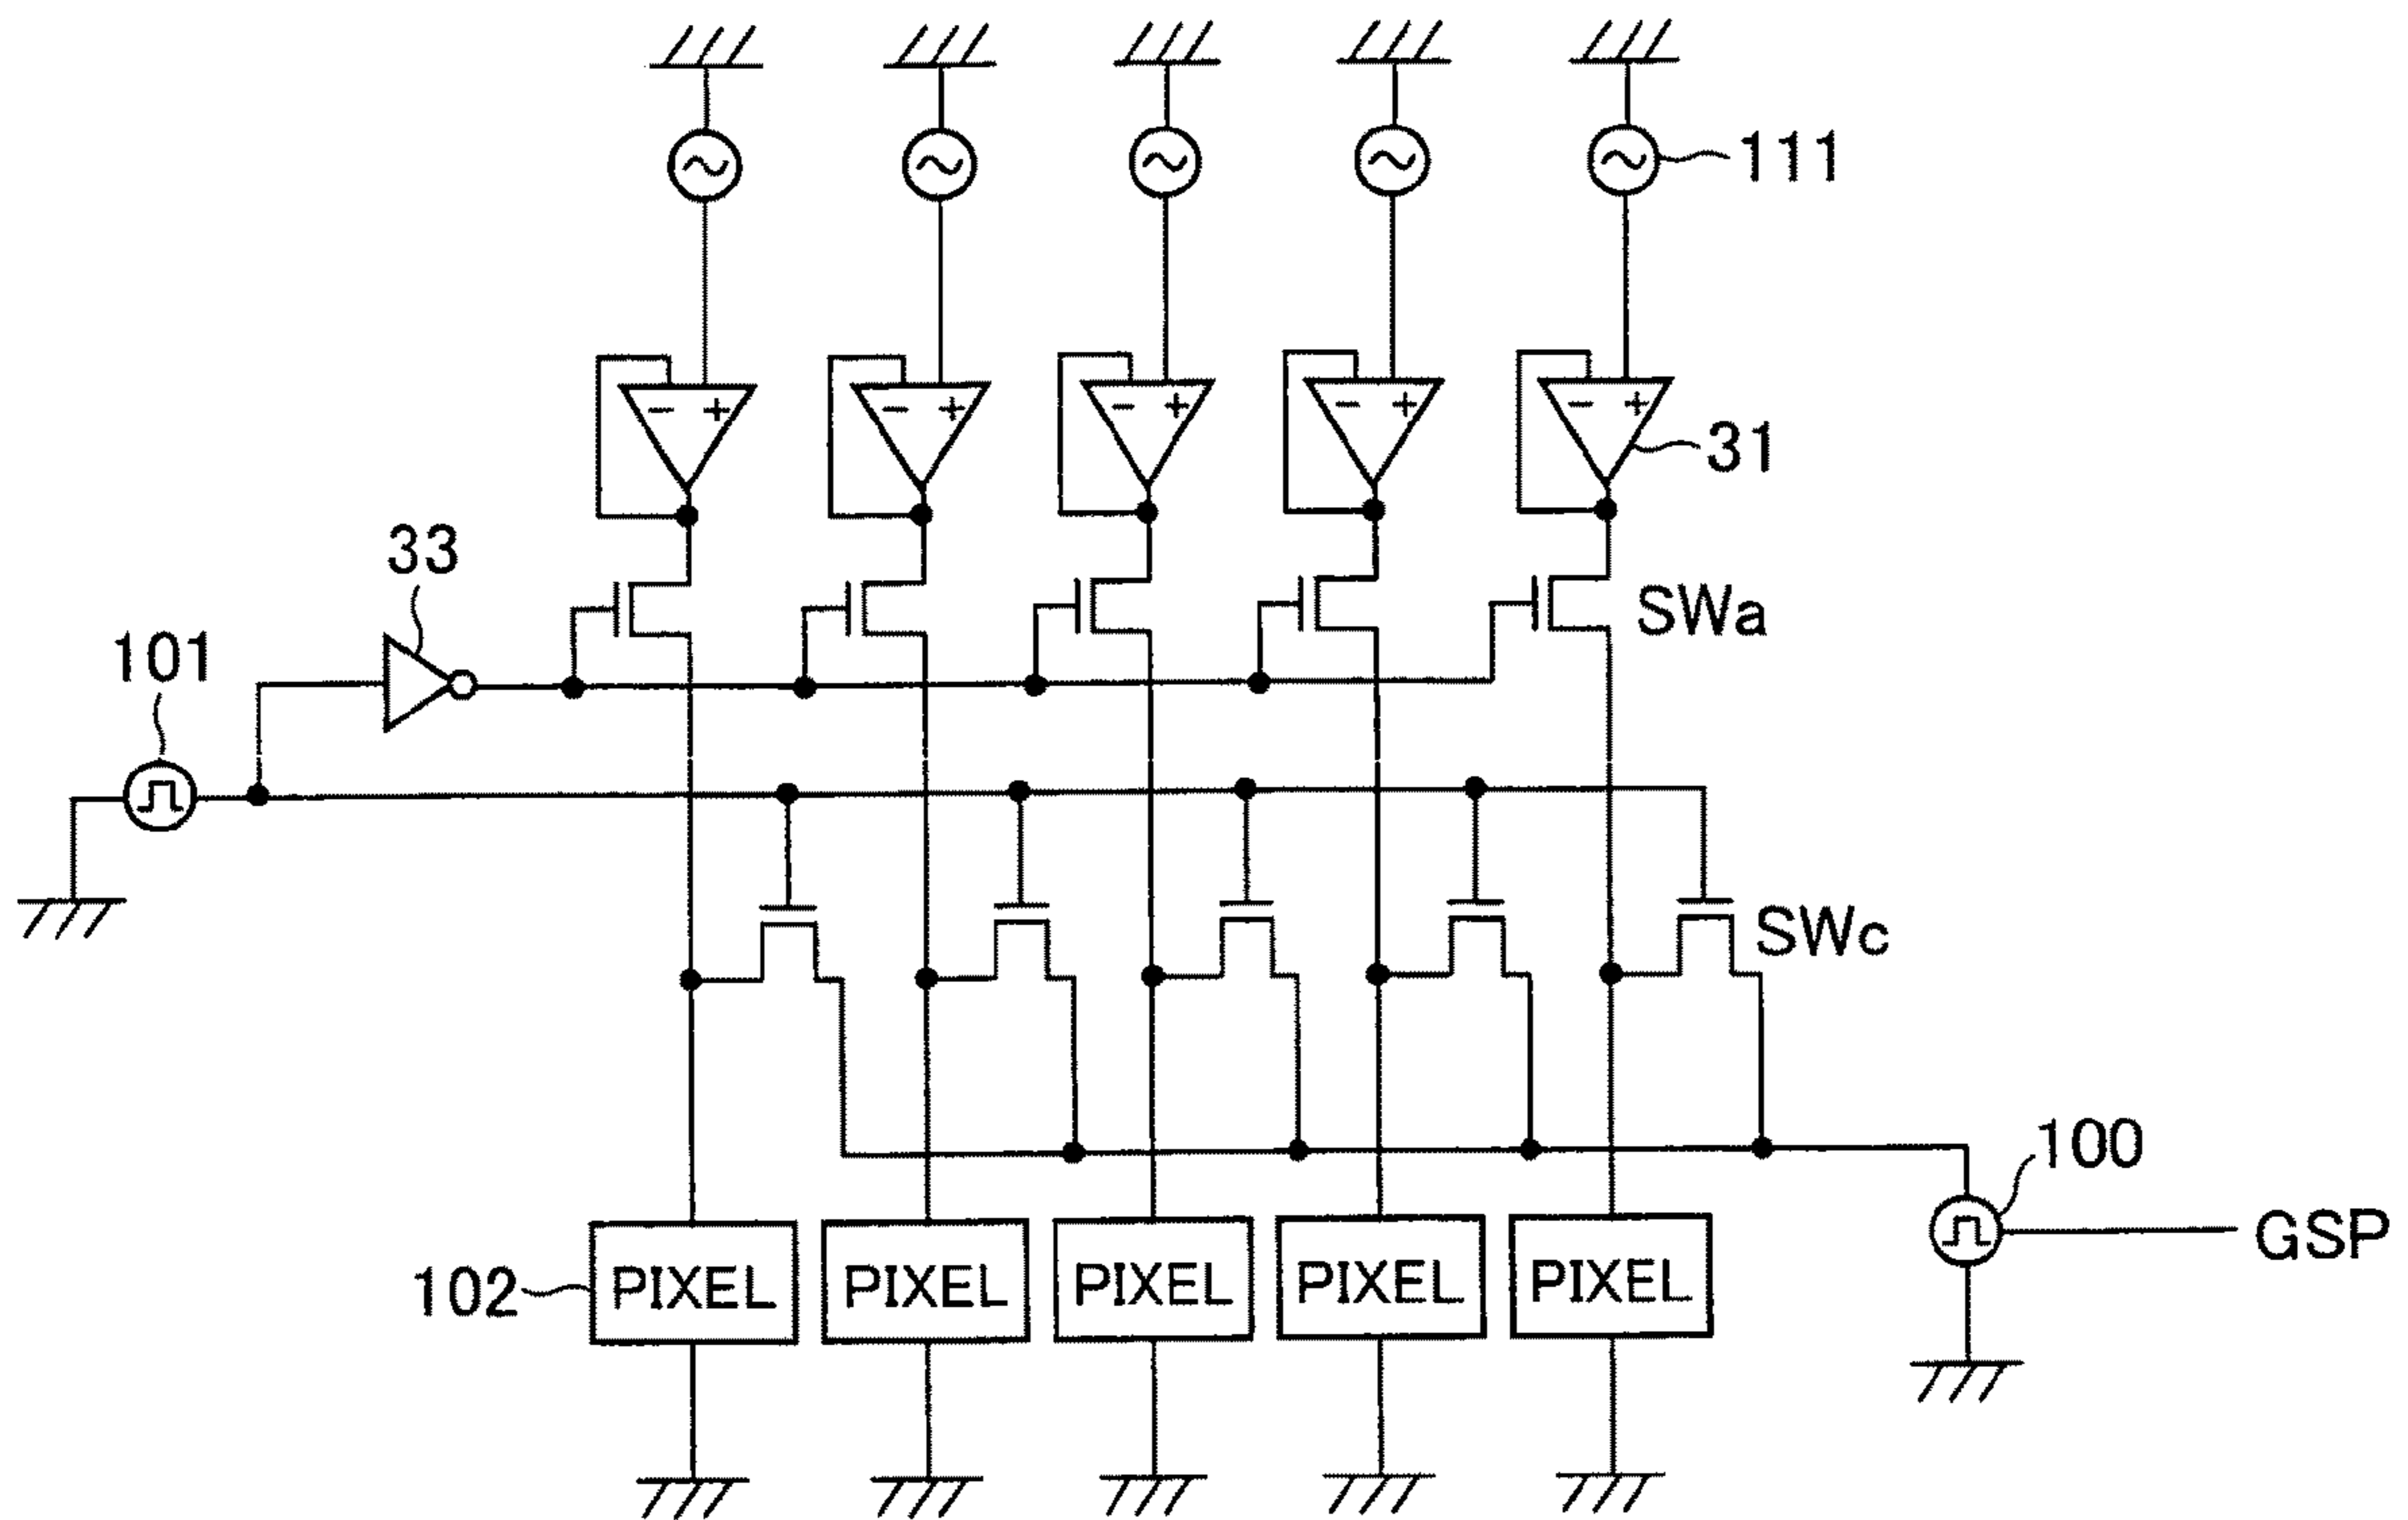 111
− +
− +
− +
− +
− +
31
33
SWa
101
SWc
100
GSP
102
PIXEL
PIXEL
PIXEL
PIXEL
PIXEL